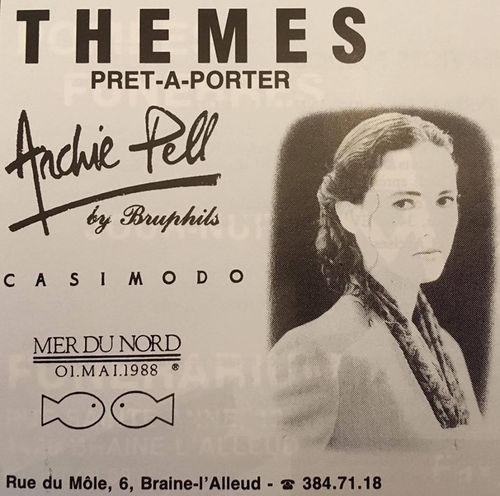 THEMES
PRET-A-PORTER
Archie Pell
by Bruphils
CASIMODO
MER DU NORD
01.MAI.1988 ®
Rue du Môle, 6, Braine-l'Alleud - ☎ 384.71.18